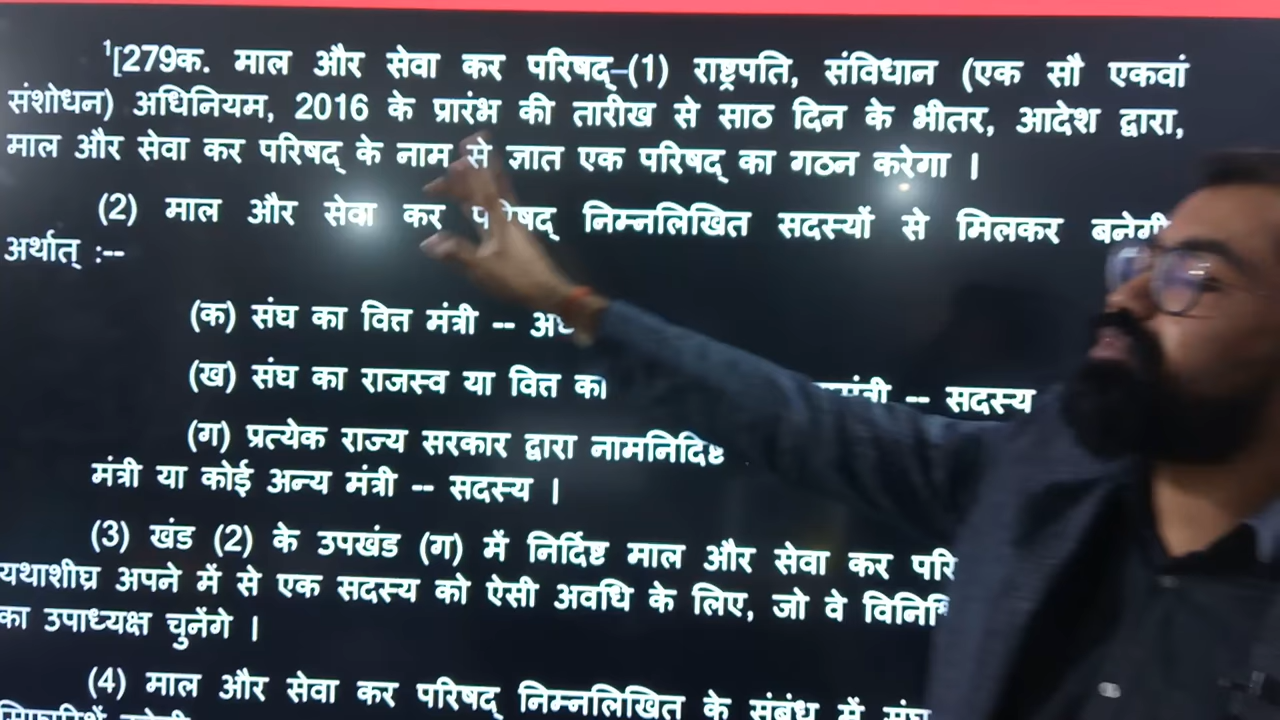 ¹[279क. माल और सेवा कर परिषद्–(1) राष्ट्रपति, संविधान (एक सौ एकवां
संशोधन) अधिनियम, 2016 के प्रारंभ की तारीख से साठ दिन के भीतर, आदेश द्वारा,
माल और सेवा कर परिषद् के नाम से ज्ञात एक परिषद् का गठन करेगा ।
(2) माल और सेवा कर परिषद् निम्नलिखित सदस्यों से मिलकर बनेगी
अर्थात् :--
(क) संघ का वित्त मंत्री --
(ख) संघ का राजस्व या वित्त का -- सदस्य
(ग) प्रत्येक राज्य सरकार द्वारा नामनिर्दिष्ट
मंत्री या कोई अन्य मंत्री -- सदस्य ।
(3) खंड (2) के उपखंड (ग) में निर्दिष्ट माल और सेवा कर
यथाशीघ्र अपने में से एक सदस्य को ऐसी अवधि के लिए, जो वे
का उपाध्यक्ष चुनेंगे ।
(4) माल और सेवा कर परिषद् निम्नलिखित के संबंध में संघ